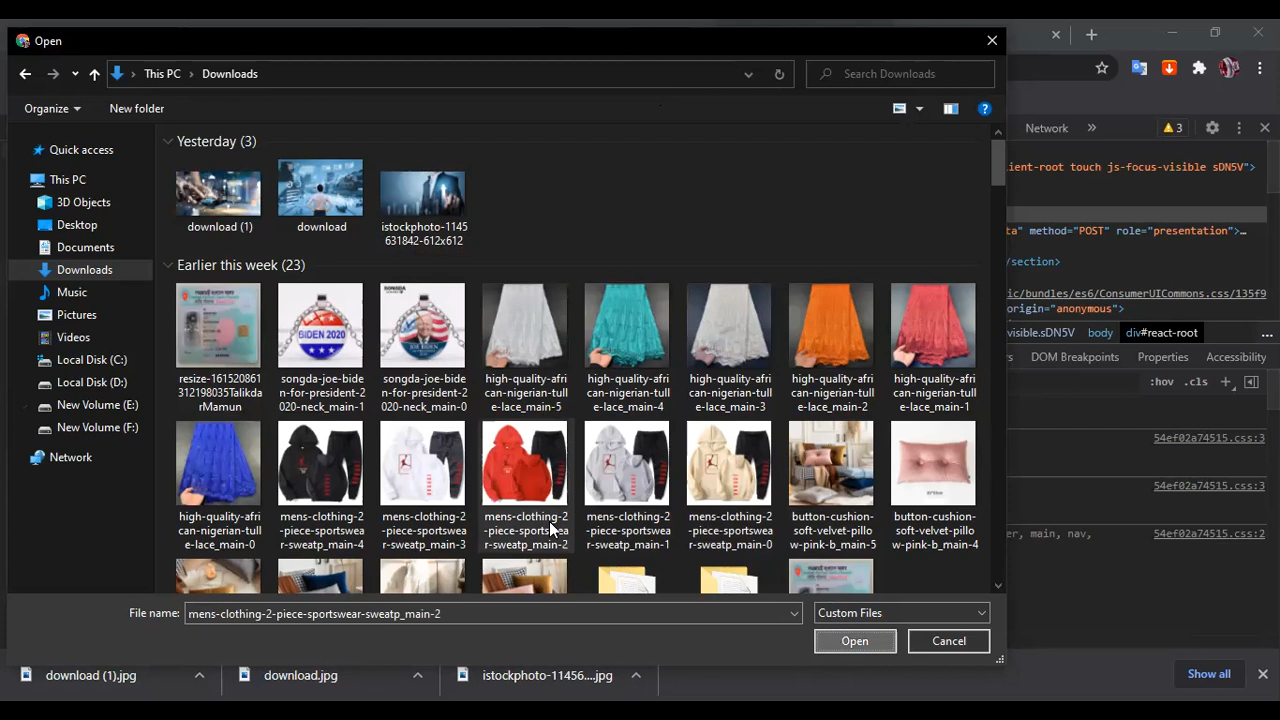 Open
This PC
Downloads
Search Downloads
Organize
New folder
Network
3
Quick access
This PC
3D Objects
Desktop
Documents
Downloads
Music
Pictures
Videos
Local Disk (C:)
Local Disk (D:)
New Volume (E:)
New Volume (F:)
Network
Yesterday (3)
download (1)
download
istockphoto-1145
631842-612x612
Earlier this week (23)
BIDEN 2020
SONGDA
resize-161520861
312198035Talikda
rMamun
songda-joe-bide
n-for-president-2
020-neck_main-1
songda-joe-bide
n-for-president-2
020-neck_main-0
high-quality-afri
can-nigerian-tull
e-lace_main-5
high-quality-afri
can-nigerian-tull
e-lace_main-4
high-quality-afri
can-nigerian-tull
e-lace_main-3
high-quality-afri
can-nigerian-tull
e-lace_main-2
high-quality-afri
can-nigerian-tull
e-lace_main-1
high-quality-afri
can-nigerian-tull
e-lace_main-0
mens-clothing-2
-piece-sportswea
r-sweatp_main-4
mens-clothing-2
-piece-sportswea
r-sweatp_main-3
mens-clothing-2
-piece-sportswea
r-sweatp_main-2
mens-clothing-2
-piece-sportswea
r-sweatp_main-1
mens-clothing-2
-piece-sportswea
r-sweatp_main-0
button-cushion-
soft-velvet-pillo
w-pink-b_main-5
button-cushion-
soft-velvet-pillo
w-pink-b_main-4
File name:
mens-clothing-2-piece-sportswear-sweatp_main-2
Custom Files
Open
Cancel
lient-root touch js-focus-visible sDN5V">
ta" method="POST" role="presentation">…
/section>
ic/bundles/es6/ConsumerUICommons.css/135f9
origin="anonymous">
visible.sDN5V body div#react-root
DOM Breakpoints
Properties
Accessibility
:hov .cls
54ef02a74515.css:3
54ef02a74515.css:3
der, main, nav,
54ef02a74515.css:2
download (1).jpg
download.jpg
istockphoto-11456....jpg
Show all